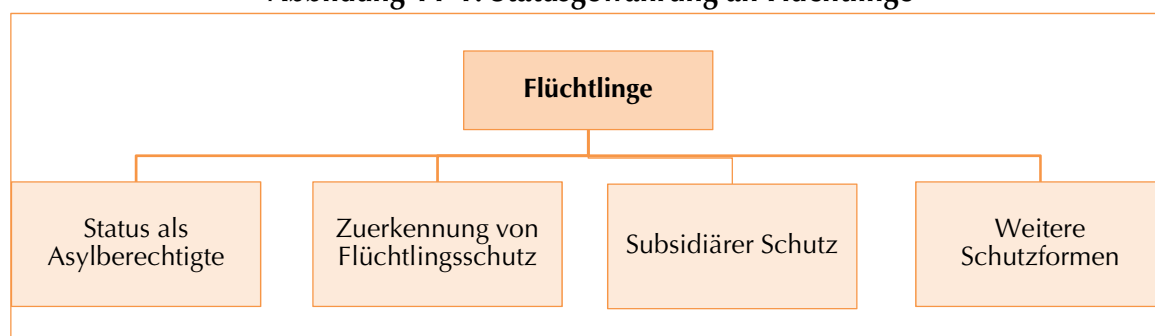 Flüchtlinge
Status als
Asylberechtigte
Zuerkennung von
Flüchtlingsschutz
Subsidiärer Schutz
Weitere
Schutzformen